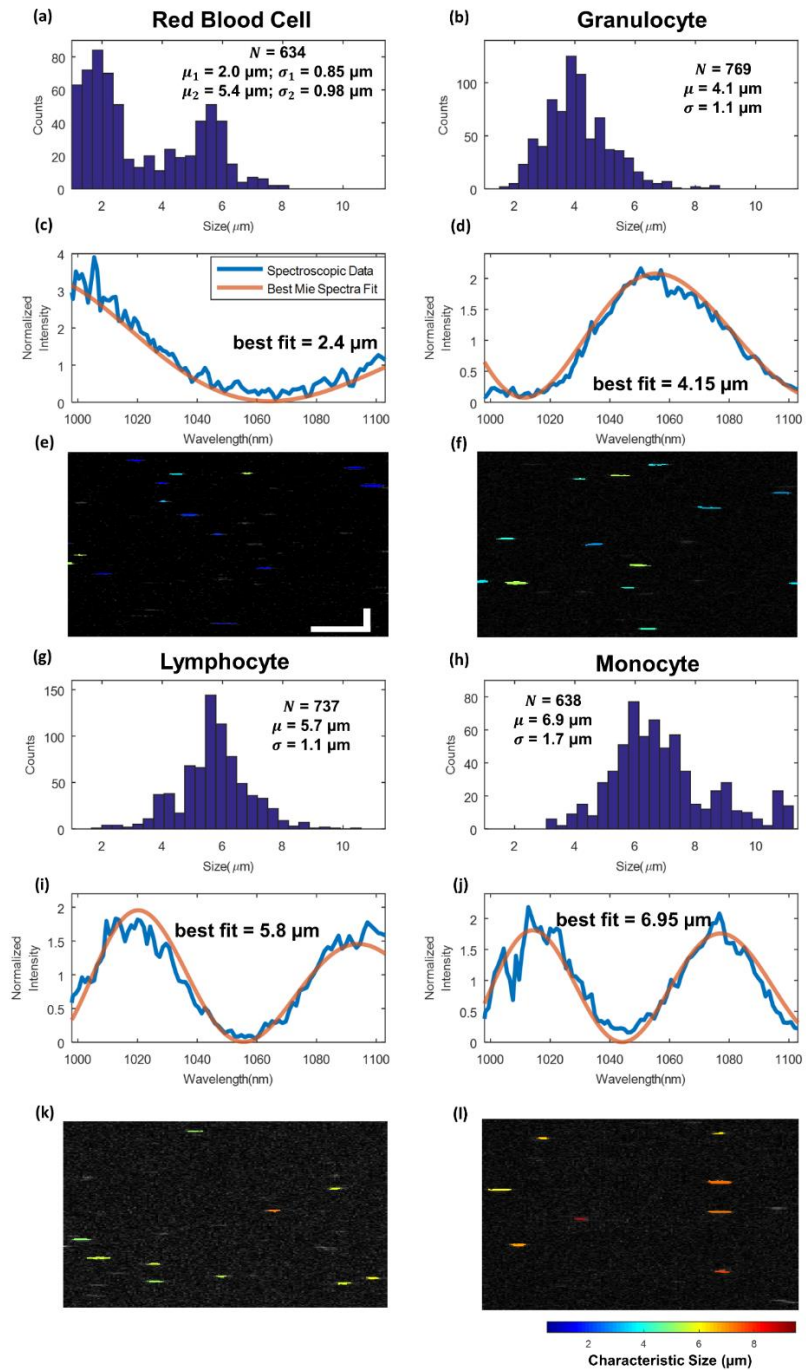 (a)
Red Blood Cell
N = 634
μ₁ = 2.0 μm; σ₁ = 0.85 μm
μ₂ = 5.4 μm; σ₂ = 0.98 μm
80
60
40
20
0
Counts
2
4
6
8
10
Size(μm)
(b)
Granulocyte
N = 769
μ = 4.1 μm
σ = 1.1 μm
100
50
0
Counts
2
4
6
8
10
Size(μm)
(c)
Spectroscopic Data
Best Mie Spectra Fit
best fit = 2.4 μm
4
3
2
1
0
Normalized
Intensity
1000
1020
1040
1060
1080
1100
Wavelength(nm)
(d)
best fit = 4.15 μm
2
1.5
1
0.5
0
Normalized
Intensity
1000
1020
1040
1060
1080
1100
Wavelength(nm)
(e)
(f)
(g)
Lymphocyte
N = 737
μ = 5.7 μm
σ = 1.1 μm
150
100
50
0
Counts
2
4
6
8
10
Size(μm)
(h)
Monocyte
N = 638
μ = 6.9 μm
σ = 1.7 μm
80
60
40
20
0
Counts
2
4
6
8
10
Size(μm)
(i)
best fit = 5.8 μm
2
1.5
1
0.5
0
Normalized
Intensity
1000
1020
1040
1060
1080
1100
Wavelength(nm)
(j)
best fit = 6.95 μm
2
1.5
1
0.5
0
Normalized
Intensity
1000
1020
1040
1060
1080
1100
Wavelength(nm)
(k)
(l)
2
4
6
8
Characteristic Size (μm)